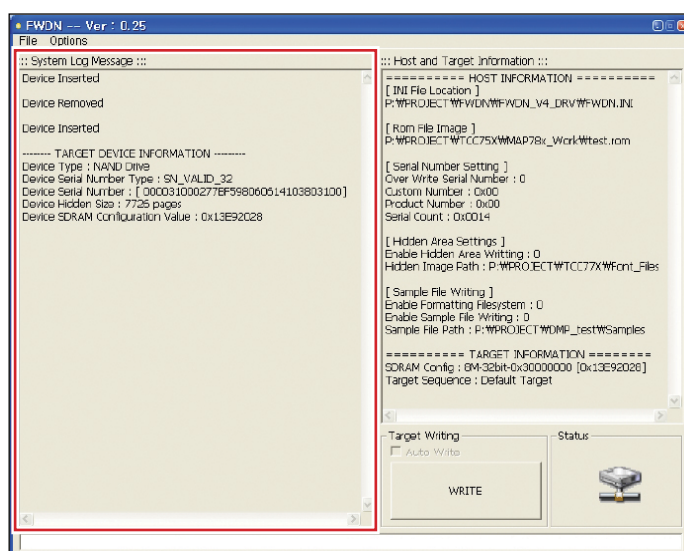 FWDN -- Ver : 0.25
File Options
::: System Log Message :::
Device Inserted
Device Removed
Device Inserted
-------- TARGET DEVICE INFORMATION --------
Device Type : NAND Drive
Device Serial Number Type : SN_VALID_32
Device Serial Number : [ 000031000277EF598060614103803100]
Device Hidden Size : 7726 pages
Device SDRAM Configuration Value : 0x13E92028
::: Host and Target Information :::
========== HOST INFORMATION ==========
[ INI File Location ]
P:₩PROJECT₩FWDN₩FWDN_V4_DRV₩FWDN.INI
[ Rom File Image ]
P:₩PROJECT₩TCC75X₩MAP78x_Work₩test.rom
[ Serial Number Setting ]
Over Write Serial Number : 0
Custom Number : 0x00
Product Number : 0x00
Serial Count : 0x0014
[ Hidden Area Settings ]
Enable Hidden Area Writting : 0
Hidden Image Path : P:₩PROJECT₩TCC77X₩Font_Files
[ Sample File Writing ]
Enable Formatting Filesystem : 0
Enable Sample File Writing : 0
Sample File Path : P:₩PROJECT₩DMP_test₩Samples
========== TARGET INFORMATION ========
SDRAM Config : 8M-32bit-0x30000000 [0x13E92028]
Target Sequence : Default Target
Target Writing
Auto Write
WRITE
Status